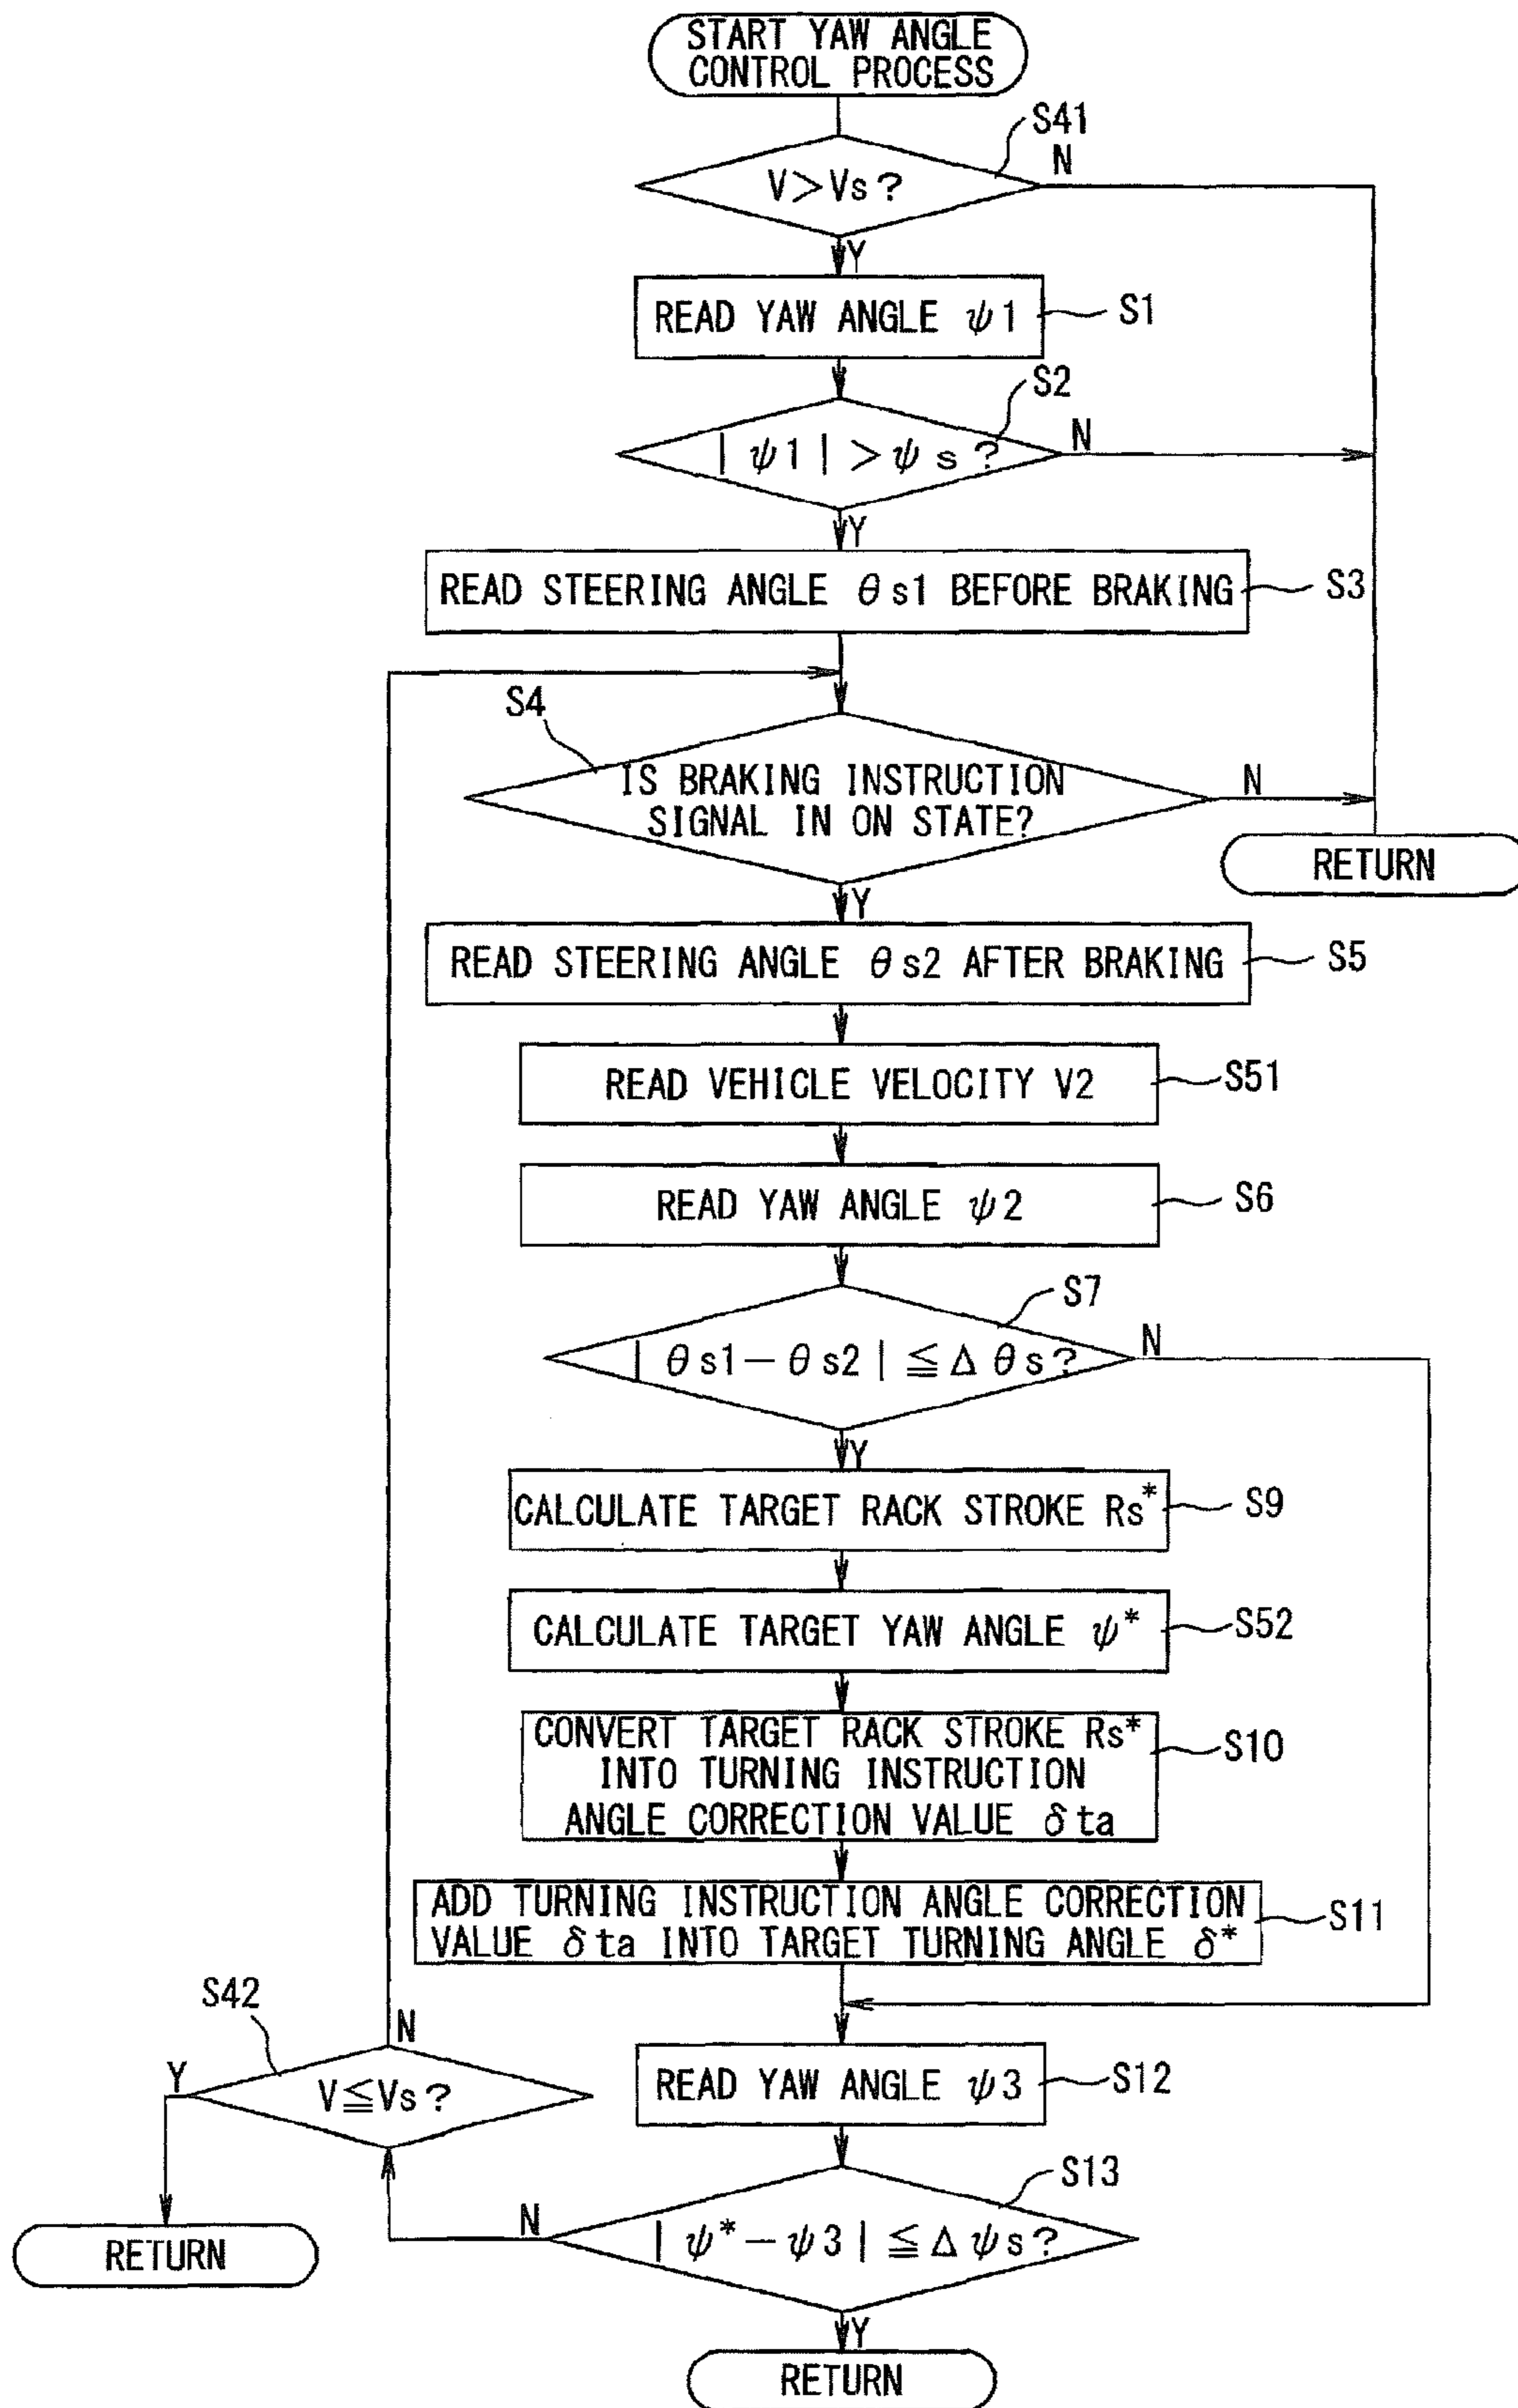 START YAW ANGLE
CONTROL PROCESS
S41
V>Vs?
N
Y
READ YAW ANGLE ψ1
S1
S2
|ψ1|>ψs?
N
Y
READ STEERING ANGLE θs1 BEFORE BRAKING
S3
S4
IS BRAKING INSTRUCTION
SIGNAL IN ON STATE?
N
RETURN
Y
READ STEERING ANGLE θs2 AFTER BRAKING
S5
READ VEHICLE VELOCITY V2
S51
READ YAW ANGLE ψ2
S6
S7
|θs1-θs2|≦Δθs?
N
Y
CALCULATE TARGET RACK STROKE Rs*
S9
CALCULATE TARGET YAW ANGLE ψ*
S52
CONVERT TARGET RACK STROKE Rs*
INTO TURNING INSTRUCTION
ANGLE CORRECTION VALUE δta
S10
ADD TURNING INSTRUCTION ANGLE CORRECTION
VALUE δta INTO TARGET TURNING ANGLE δ*
S11
S42
N
Y
V≦Vs?
READ YAW ANGLE ψ3
S12
S13
N
|ψ*-ψ3|≦Δψs?
RETURN
Y
RETURN